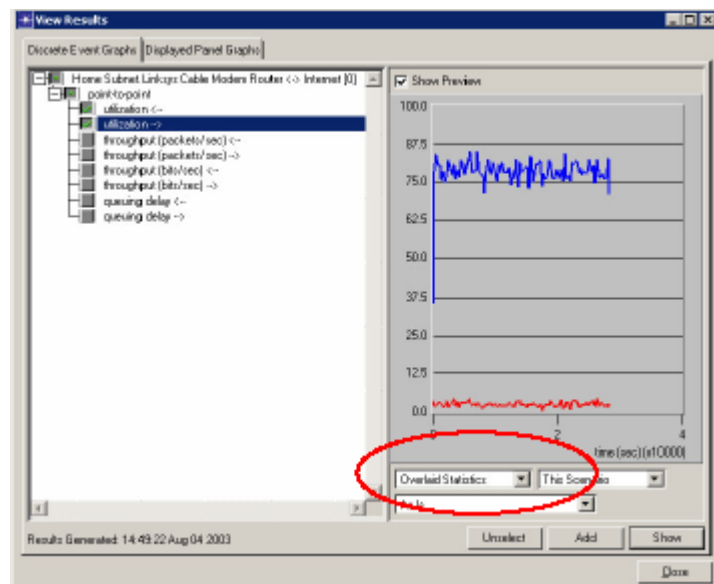 View Results
Discrete Event Graphs Displayed Panel Graphs
Home Subnet Linksys Cable Modem Router <-> Internet [0]
point-to-point
utilization <--
utilization -->
throughput (packets/sec) <--
throughput (packets/sec) -->
throughput (bits/sec) <--
throughput (bits/sec) -->
queuing delay <--
queuing delay -->
Show Preview
100.0
87.5
75.0
62.5
50.0
37.5
25.0
12.5
0.0
0 2 4
time (sec) (x10000)
Overlaid Statistics This Scenario
As Is
Results Generated: 14:49:22 Aug 04 2003
Unselect Add Show
Close